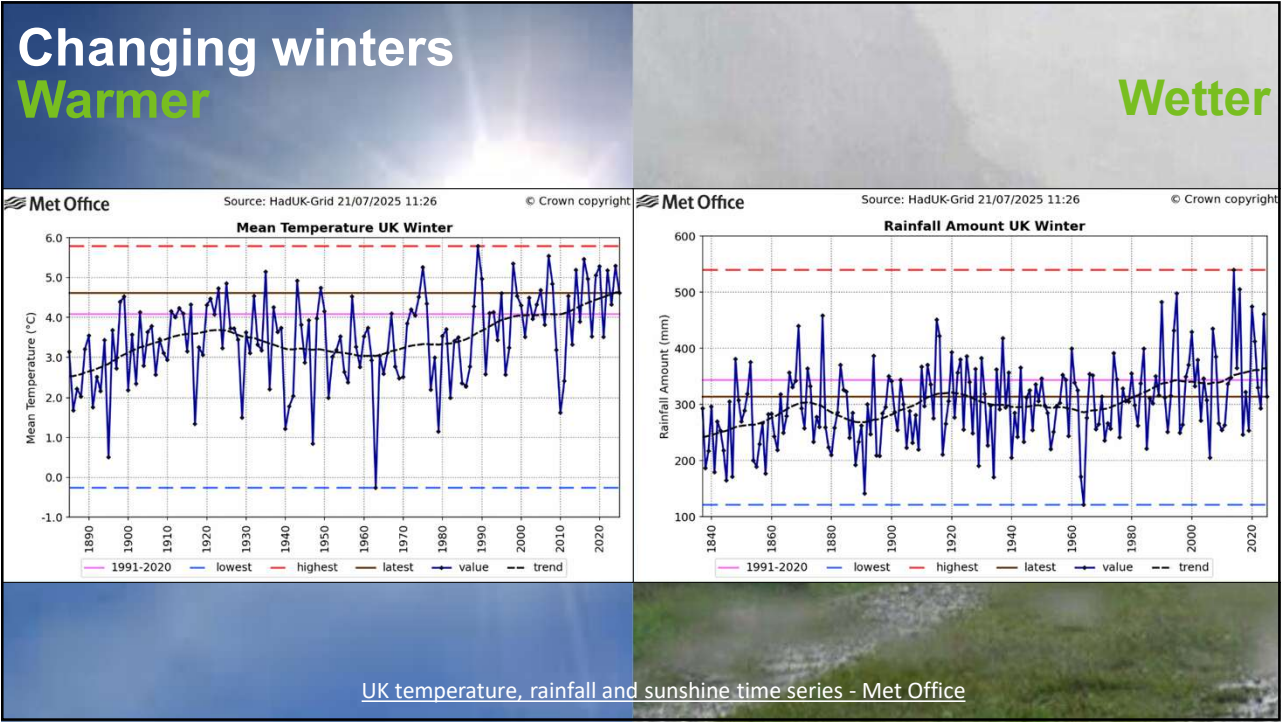 Changing winters
Warmer
Wetter
Met Office
Source: HadUK-Grid 21/07/2025 11:26
© Crown copyright
Mean Temperature UK Winter
Mean Temperature (°C)
6.0
5.0
4.0
3.0
2.0
1.0
0.0
-1.0
1890 1900 1910 1920 1930 1940 1950 1960 1970 1980 1990 2000 2010 2020
1991-2020 lowest highest latest value trend
Met Office
Source: HadUK-Grid 21/07/2025 11:26
© Crown copyright
Rainfall Amount UK Winter
Rainfall Amount (mm)
600
500
400
300
200
100
1840 1860 1880 1900 1920 1940 1960 1980 2000 2020
1991-2020 lowest highest latest value trend
UK temperature, rainfall and sunshine time series - Met Office